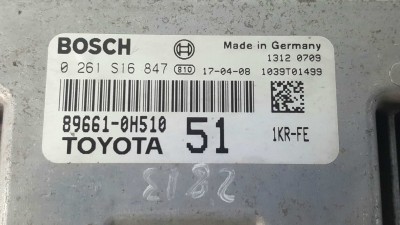 BOSCH Made in Germany
1312 0709
0 261 S16 847 S10 17-04-08 1039T01499
89661-0H510 51 1KR-FE
TOYOTA